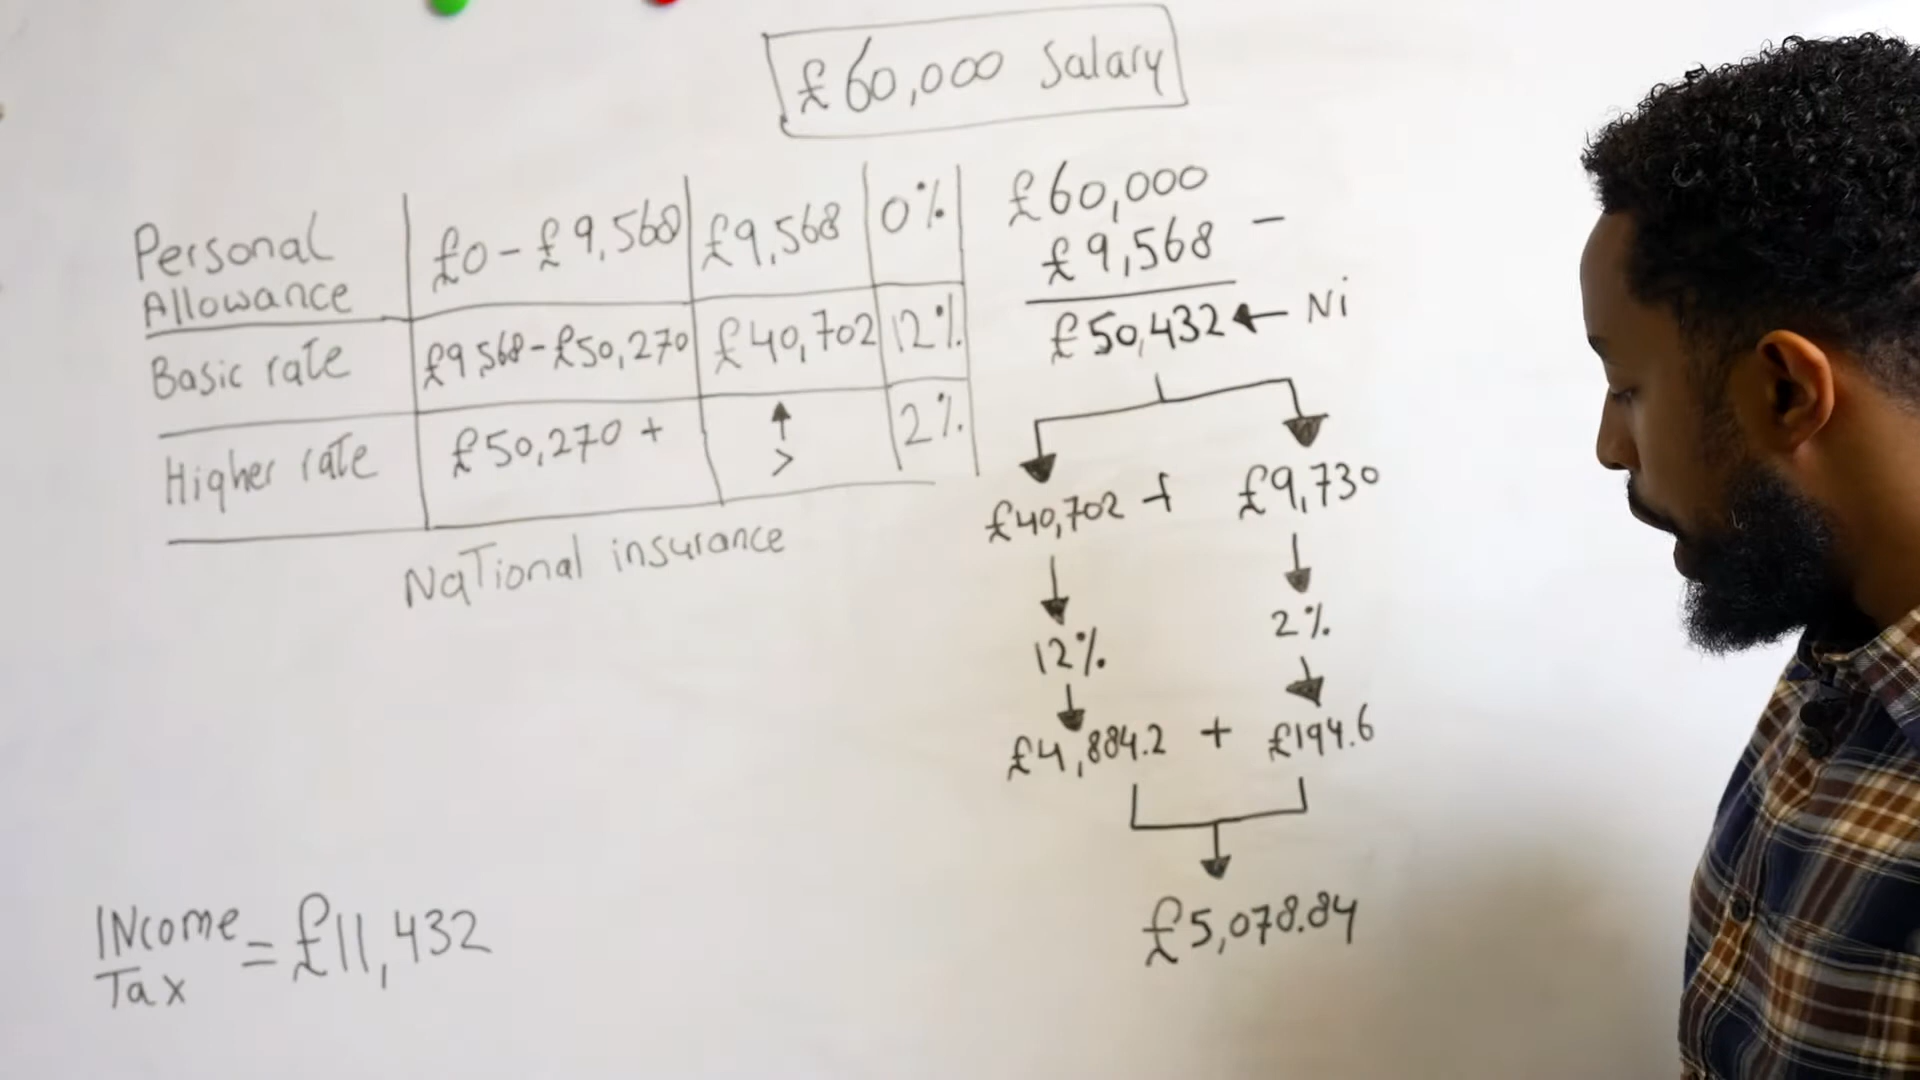 £60,000 Salary
Personal Allowance | £0 - £9,568 | £9,568 | 0%
Basic rate | £9,568 - £50,270 | £40,702 | 12%
Higher rate | £50,270 + | ↑ > | 2%
National insurance
£60,000
£9,568 -
£50,432 ← Ni
£40,702 + £9,730
12% 2%
£4,884.2 + £194.6
£5,078.84
INcome Tax = £11,432